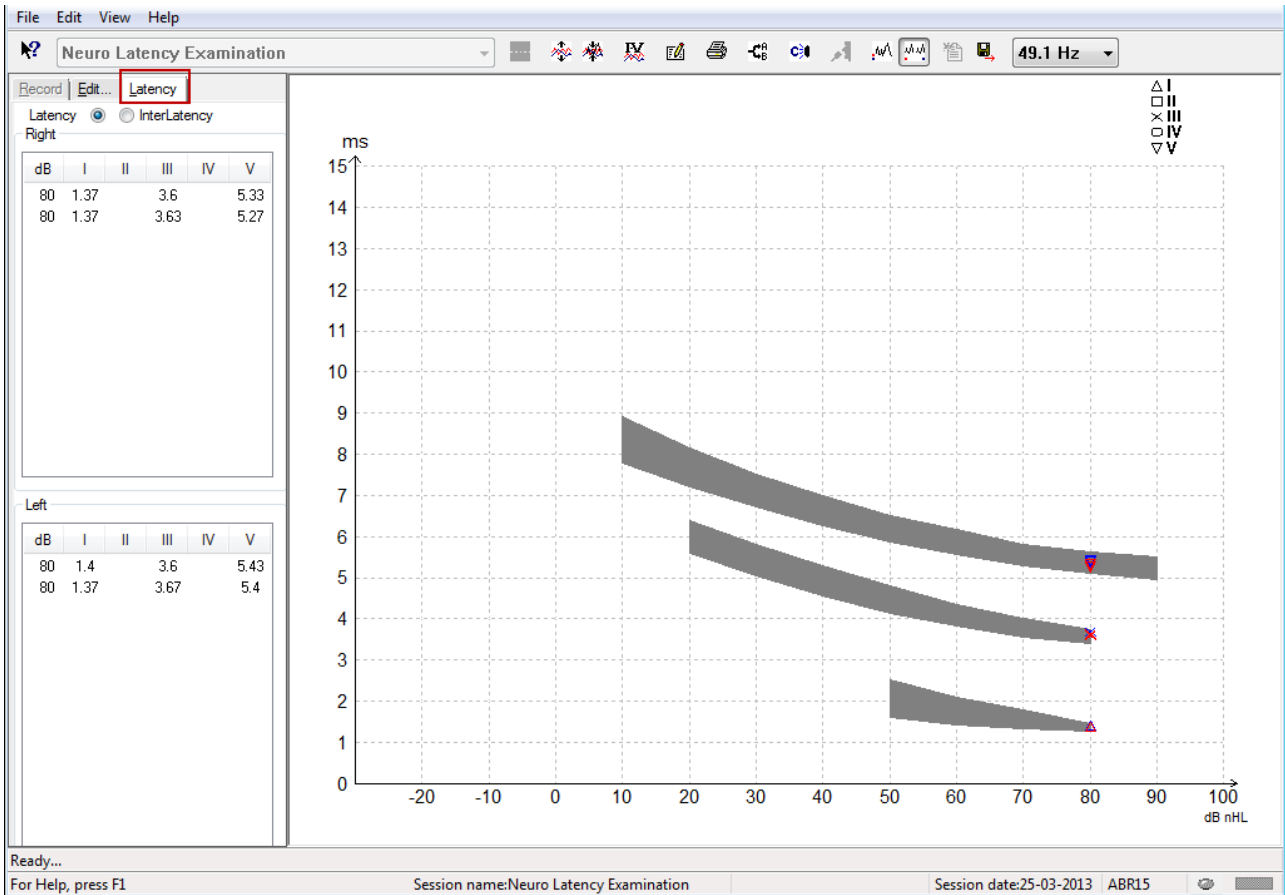 File Edit View Help
Neuro Latency Examination 49.1 Hz
Record Edit... Latency
Latency InterLatency
Right
dB I II III IV V
80 1.37 3.6 5.33
80 1.37 3.63 5.27
Left
dB I II III IV V
80 1.4 3.6 5.43
80 1.37 3.67 5.4
I
II
III
IV
V
ms
15
14
13
12
11
10
9
8
7
6
5
4
3
2
1
0
-20 -10 0 10 20 30 40 50 60 70 80 90 100
dB nHL
Ready...
For Help, press F1 Session name:Neuro Latency Examination Session date:25-03-2013 ABR15